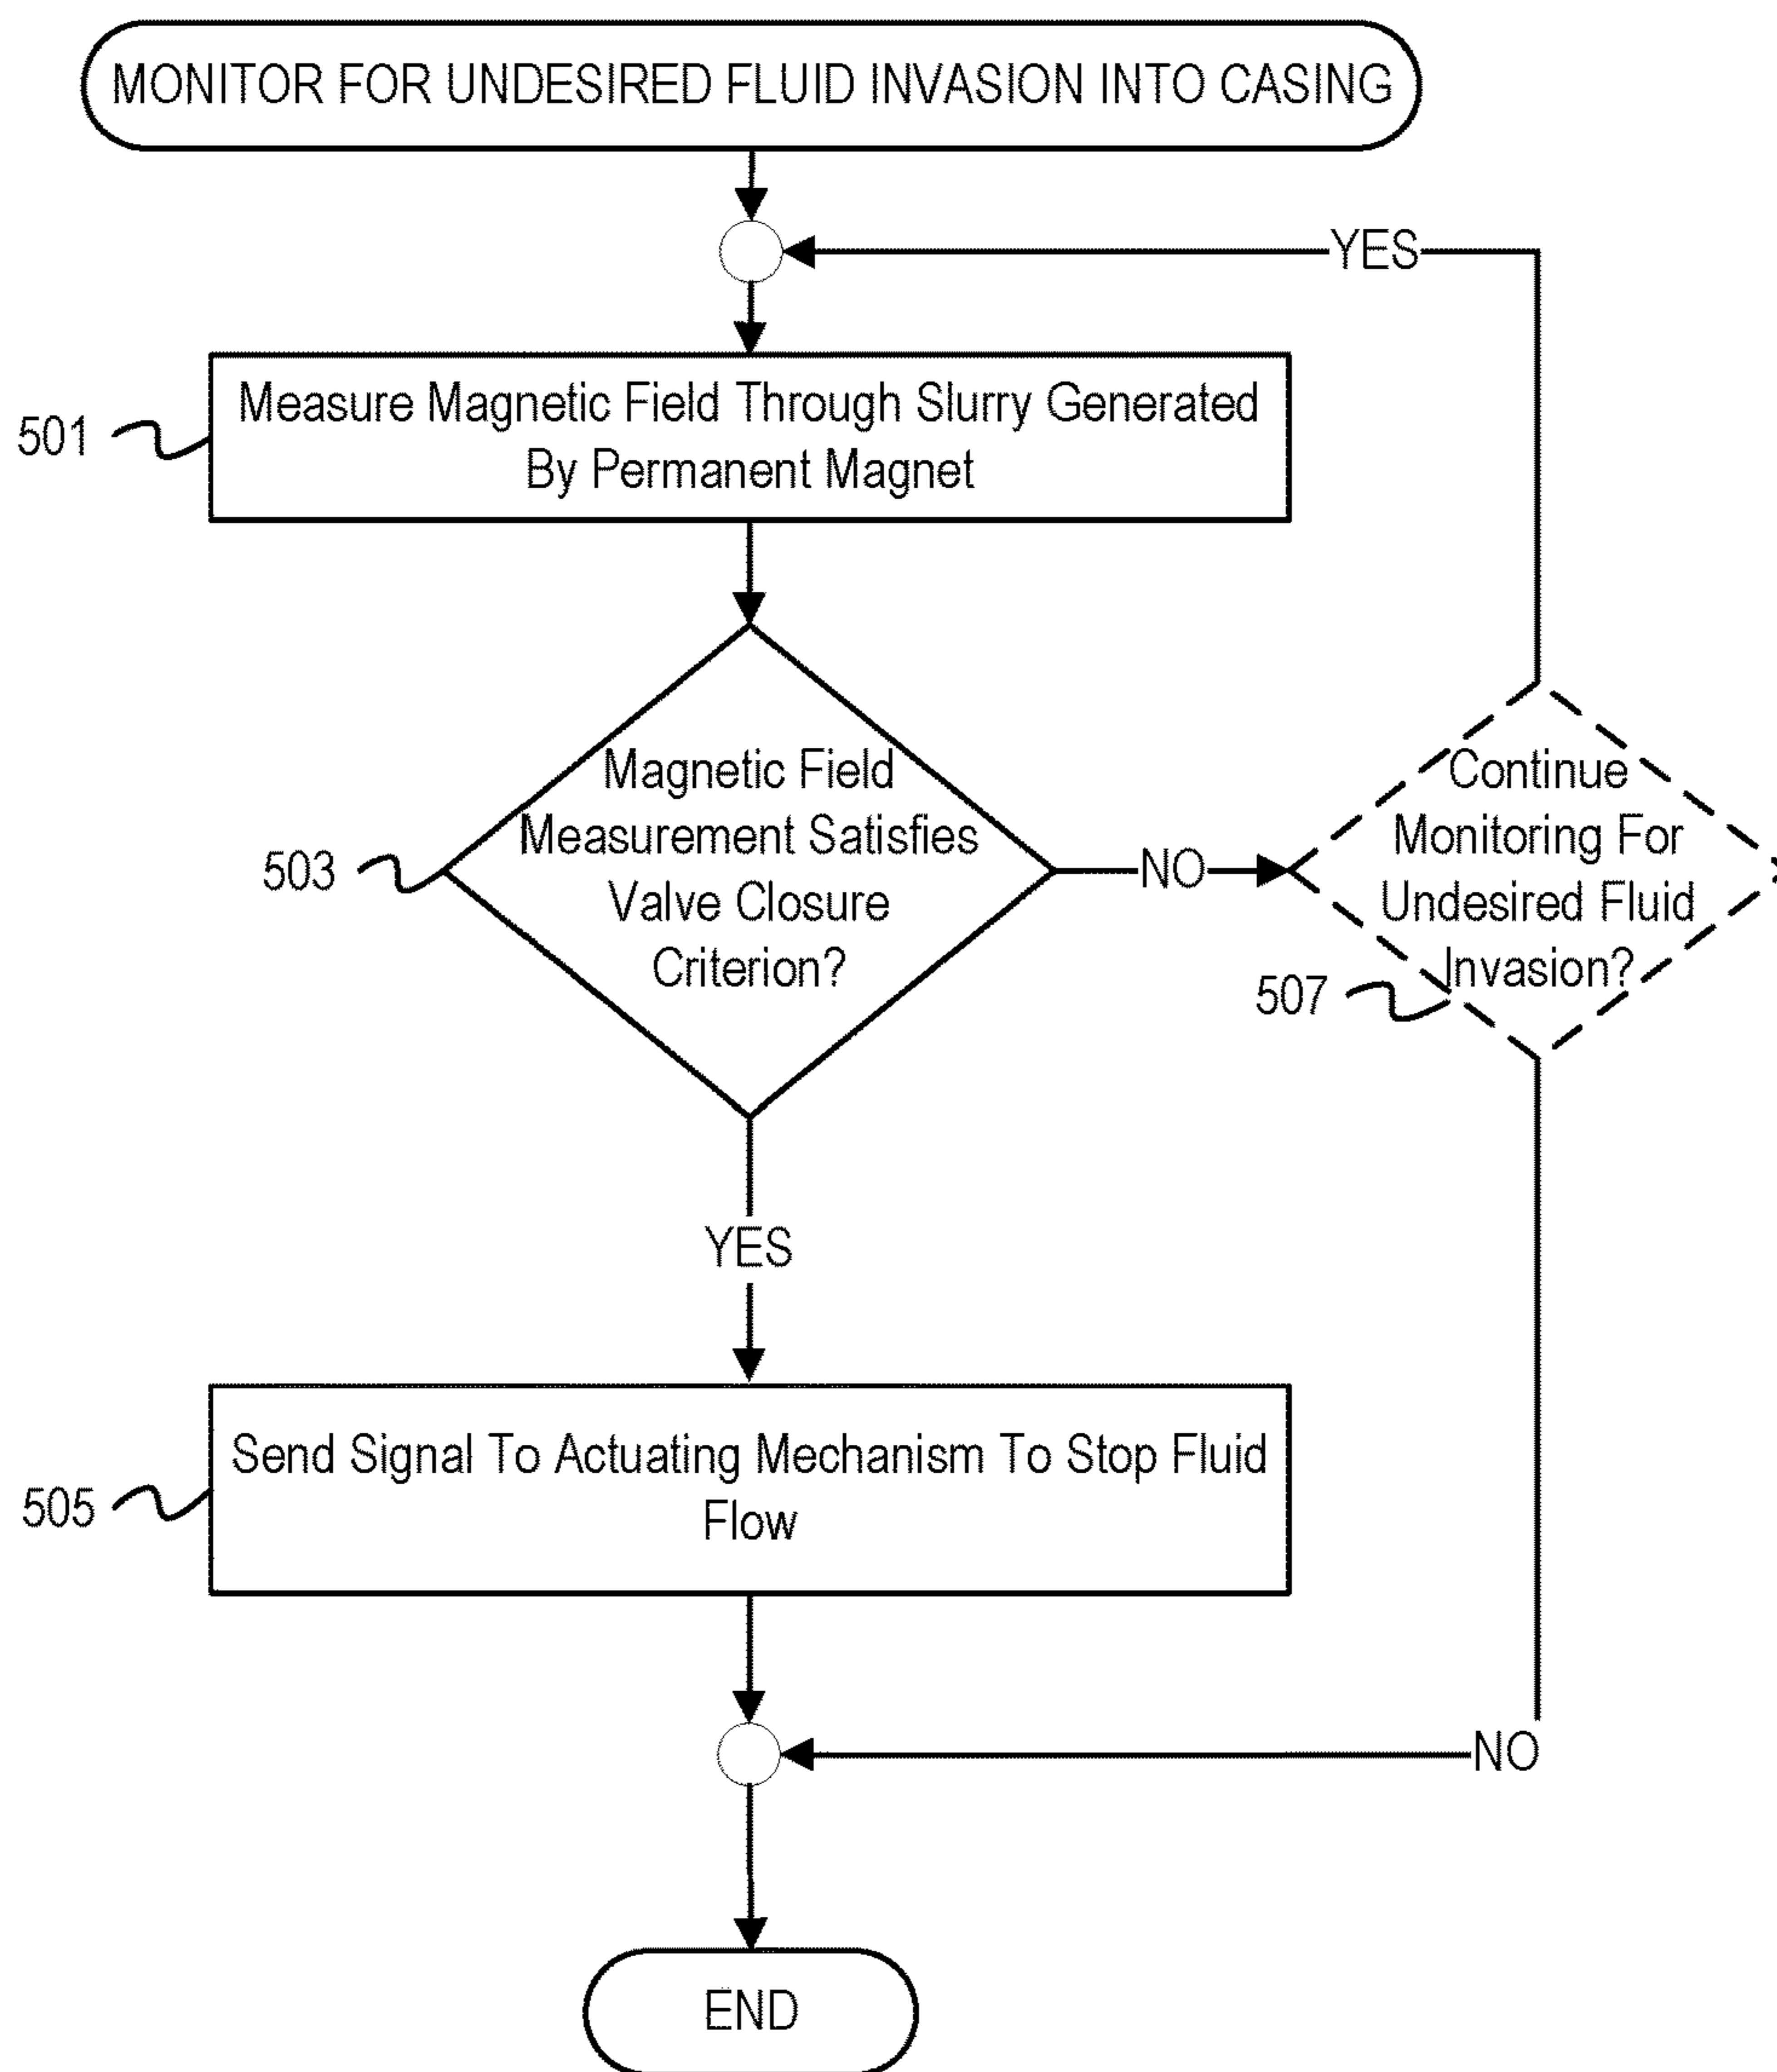 MONITOR FOR UNDESIRED FLUID INVASION INTO CASING
YES
Measure Magnetic Field Through Slurry Generated
By Permanent Magnet
501
Magnetic Field
Measurement Satisfies
Valve Closure
Criterion?
503
NO
Continue
Monitoring For
Undesired Fluid
Invasion?
507
YES
Send Signal To Actuating Mechanism To Stop Fluid
Flow
505
NO
END